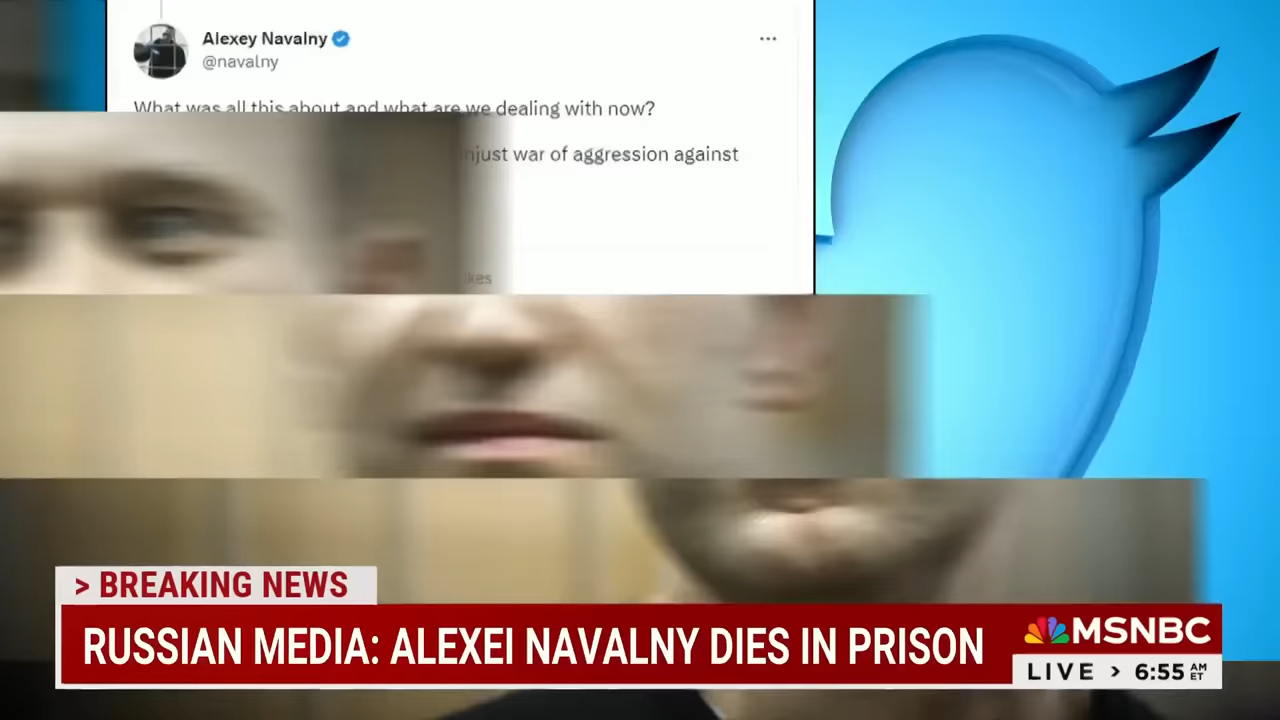 Alexey Navalny
@navalny
What was all this about and what are we dealing with now?
war of aggression against
> BREAKING NEWS
RUSSIAN MEDIA: ALEXEI NAVALNY DIES IN PRISON
MSNBC
LIVE > 6:55 AM ET